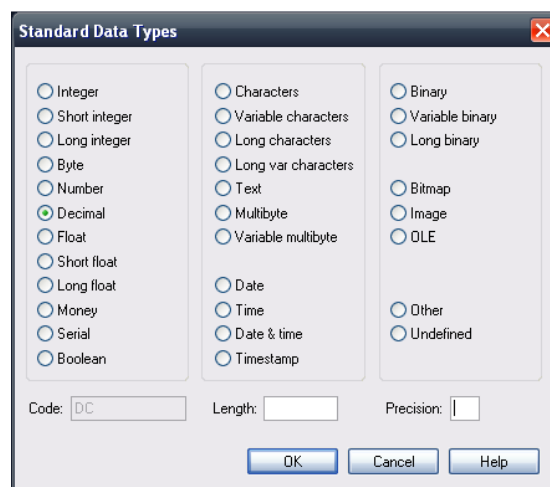 Standard Data Types
Integer
Short integer
Long integer
Byte
Number
Decimal
Float
Short float
Long float
Money
Serial
Boolean
Characters
Variable characters
Long characters
Long var characters
Text
Multibyte
Variable multibyte
Date
Time
Date & time
Timestamp
Binary
Variable binary
Long binary
Bitmap
Image
OLE
Other
Undefined
Code: DC Length: Precision:
OK Cancel Help